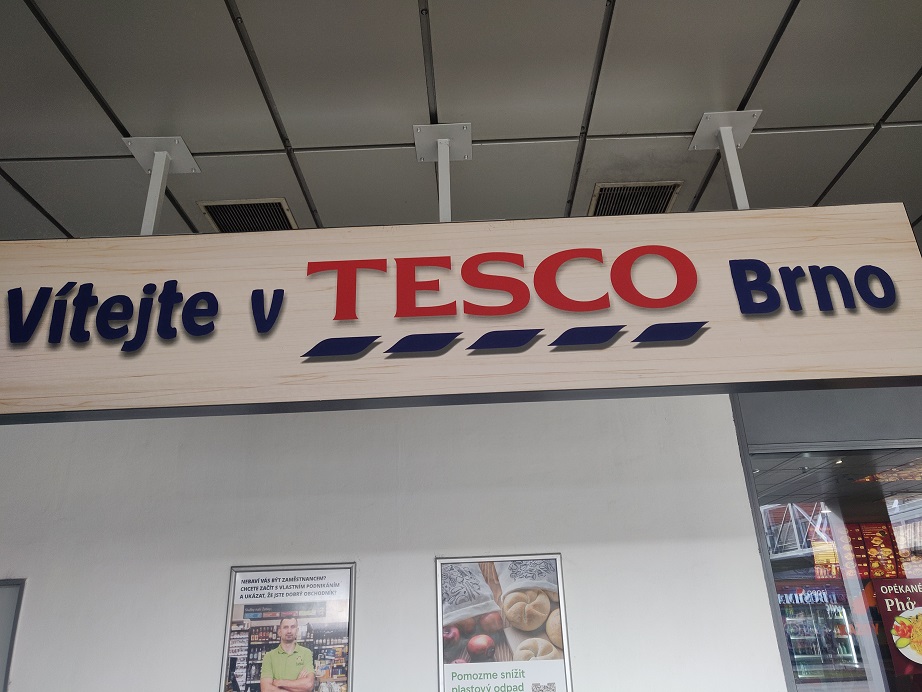 Vítejte v TESCO Brno
NEBAVÍ VÁS BÝT ZAMĚSTNANCEM?
CHCETE ZAČÍT S VLASTNÍM PODNIKÁNÍM
A UKÁZAT, ŽE JSTE DOBRÝ OBCHODNÍK?
Pomozme snížit
plastový odpad
OPÉKANÉ
Phở